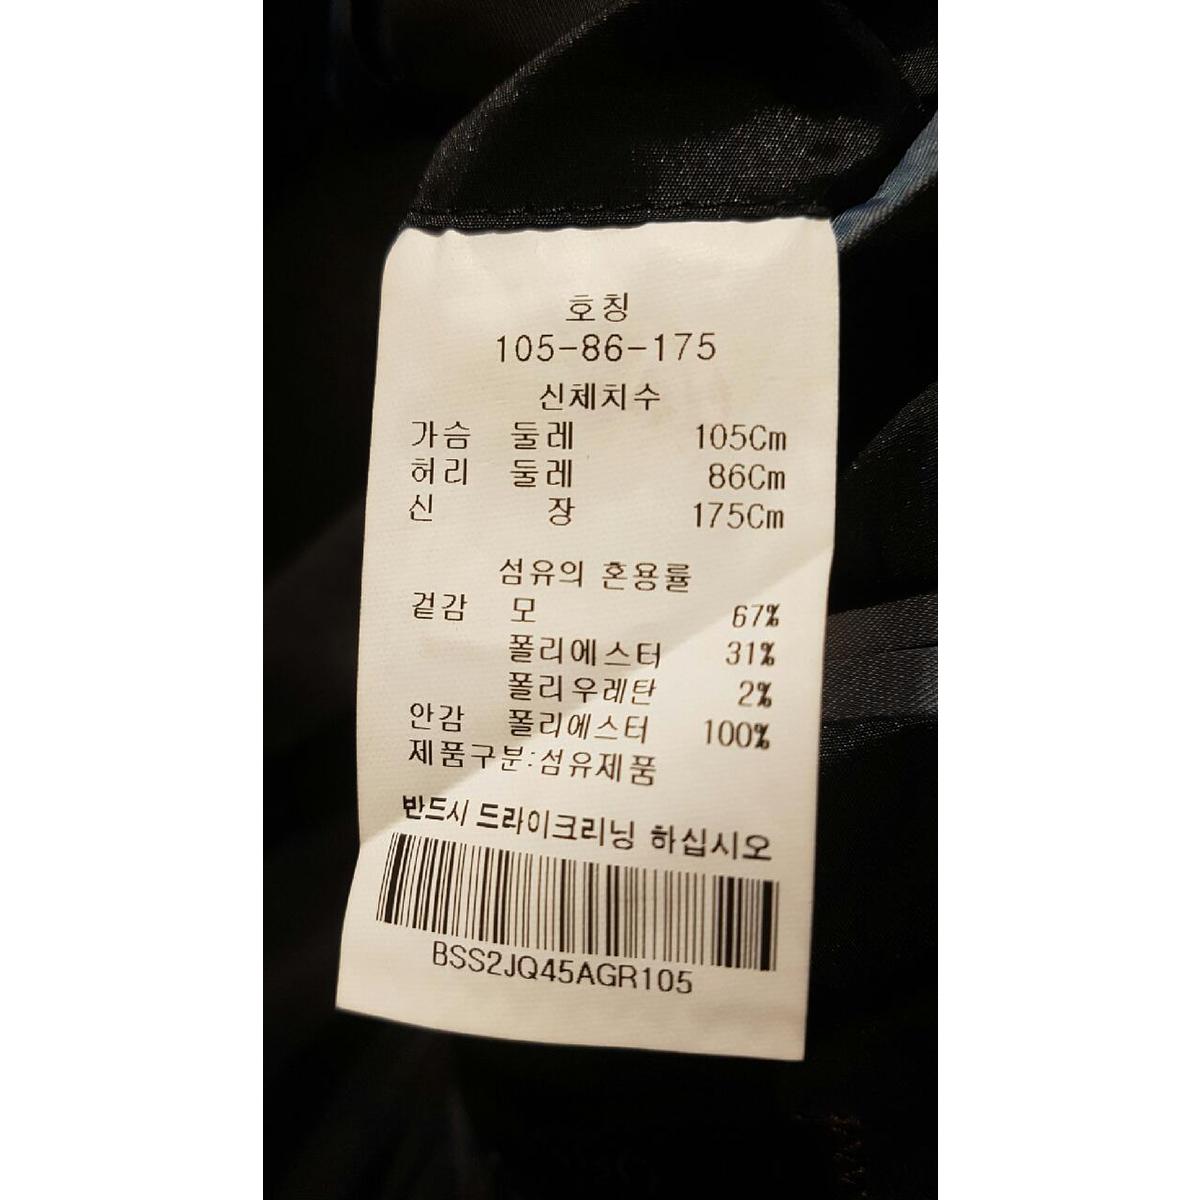 호칭
105-86-175
신체치수
가슴 둘레 105Cm
허리 둘레 86Cm
신 장 175Cm
섬유의 혼용률
겉감 모 67%
폴리에스터 31%
폴리우레탄 2%
안감 폴리에스터 100%
제품구분:섬유제품
반드시 드라이크리닝 하십시오
BSS2JQ45AGR105